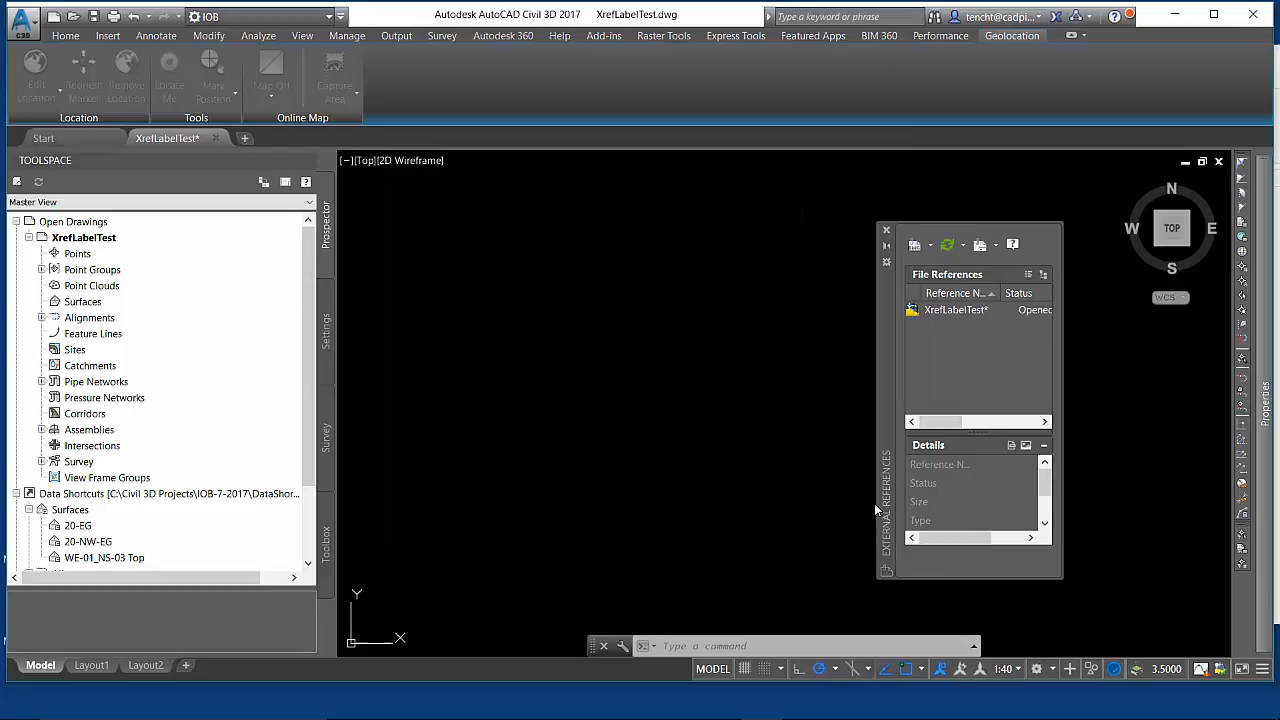 IOB
Autodesk AutoCAD Civil 3D 2017 XrefLabelTest.dwg
Type a keyword or phrase
tencht@cadpi...
C3D
Home Insert Annotate Modify Analyze View Manage Output Survey Autodesk 360 Help Add-ins Raster Tools Express Tools Featured Apps BIM 360 Performance Geolocation
Edit Location
Reorient Marker
Remove Location
Locate Me
Mark Position
Map Off
Capture Area
Location Tools Online Map
Start XrefLabelTest*
TOOLSPACE
[−][Top][2D Wireframe]
Master View
Open Drawings
XrefLabelTest
Points
Point Groups
Point Clouds
Surfaces
Alignments
Feature Lines
Sites
Catchments
Pipe Networks
Pressure Networks
Corridors
Assemblies
Intersections
Survey
View Frame Groups
Data Shortcuts [C:\Civil 3D Projects\IOB-7-2017\DataShor...
Surfaces
20-EG
20-NW-EG
WE-01_NS-03 Top
Prospector
Settings
Survey
Toolbox
EXTERNAL REFERENCES
File References
Reference N... Status
XrefLabelTest* Opened
Details
Reference N...
Status
Size
Type
N
W TOP E
S
WCS
Properties
Y
X
Type a command
Model Layout1 Layout2
MODEL 1:40 3.5000